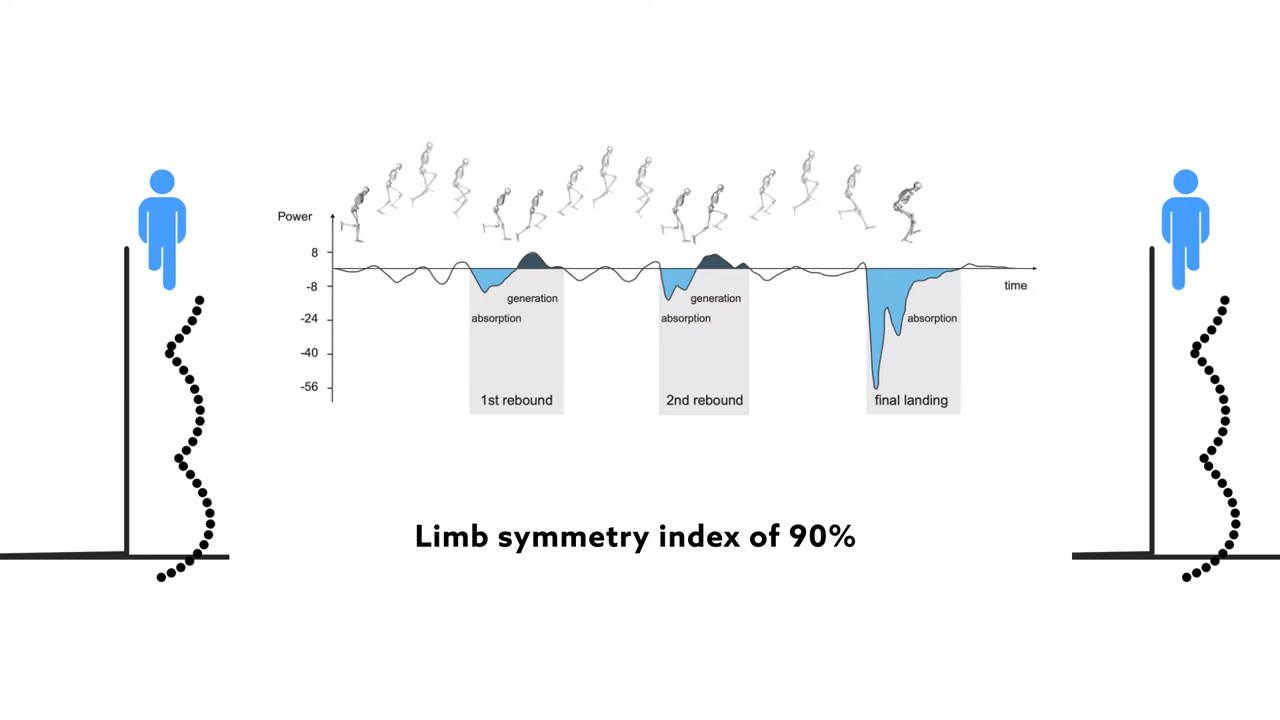 Power
8
-8
-24
-40
-56
time
generation
absorption
1st rebound
generation
absorption
2nd rebound
absorption
final landing
Limb symmetry index of 90%